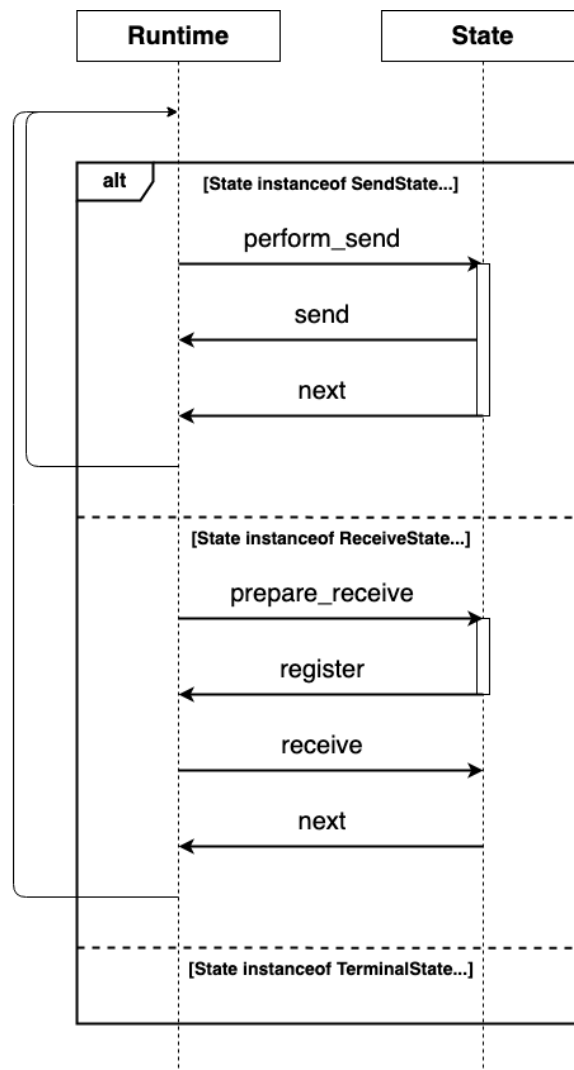 Runtime
State
alt
[State instanceof SendState...]
perform_send
send
next
[State instanceof ReceiveState...]
prepare_receive
register
receive
next
[State instanceof TerminalState...]